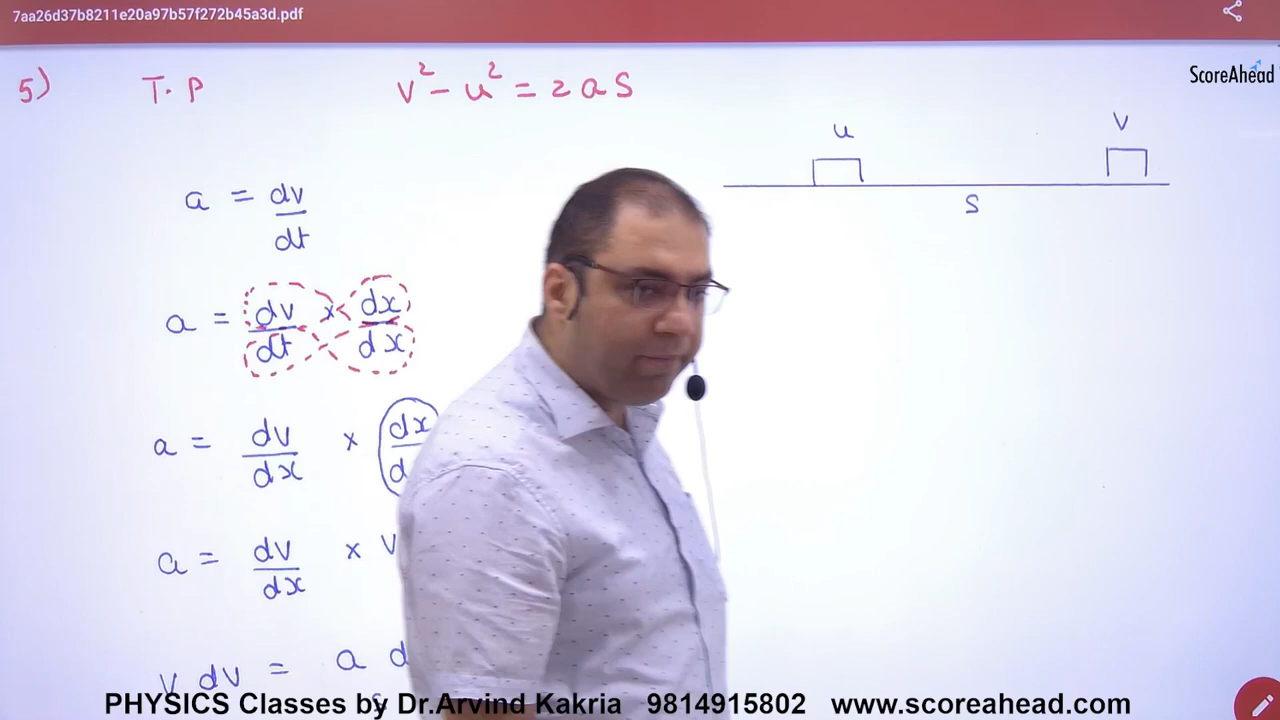 7aa26d37b8211e20a97b57f272b45a3d.pdf
ScoreAhead
5) T.P v² - u² = 2aS
u
v
S
a = dv/dt
a = dv/dt × dx/dx
a = dv/dx × dx/d
a = dv/dx × v
v dv = a d
PHYSICS Classes by Dr.Arvind Kakria 9814915802 www.scoreahead.com